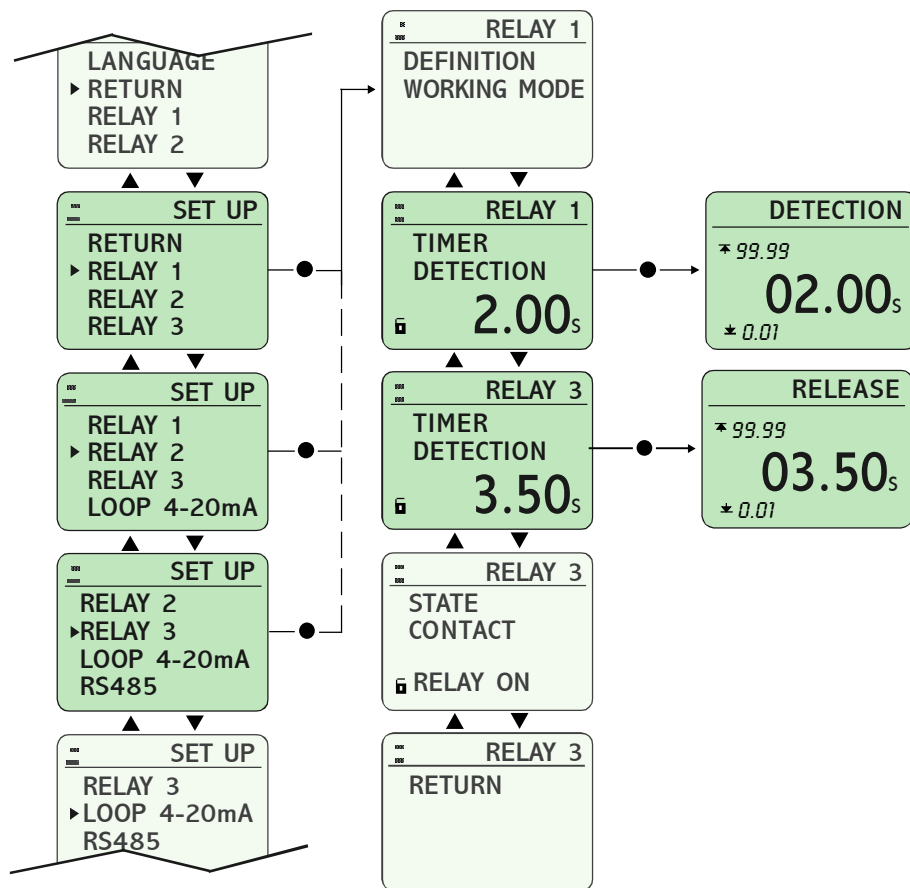 LANGUAGE
RETURN
RELAY 1
RELAY 2
SET UP
RETURN
RELAY 1
RELAY 2
RELAY 3
SET UP
RELAY 1
RELAY 2
RELAY 3
LOOP 4-20mA
SET UP
RELAY 2
RELAY 3
LOOP 4-20mA
RS485
SET UP
RELAY 3
LOOP 4-20mA
RS485
RELAY 1
DEFINITION
WORKING MODE
RELAY 1
TIMER
DETECTION
2.00s
RELAY 3
TIMER
DETECTION
3.50s
RELAY 3
STATE
CONTACT
RELAY ON
RELAY 3
RETURN
DETECTION
99.99
02.00s
0.01
RELEASE
99.99
03.50s
0.01